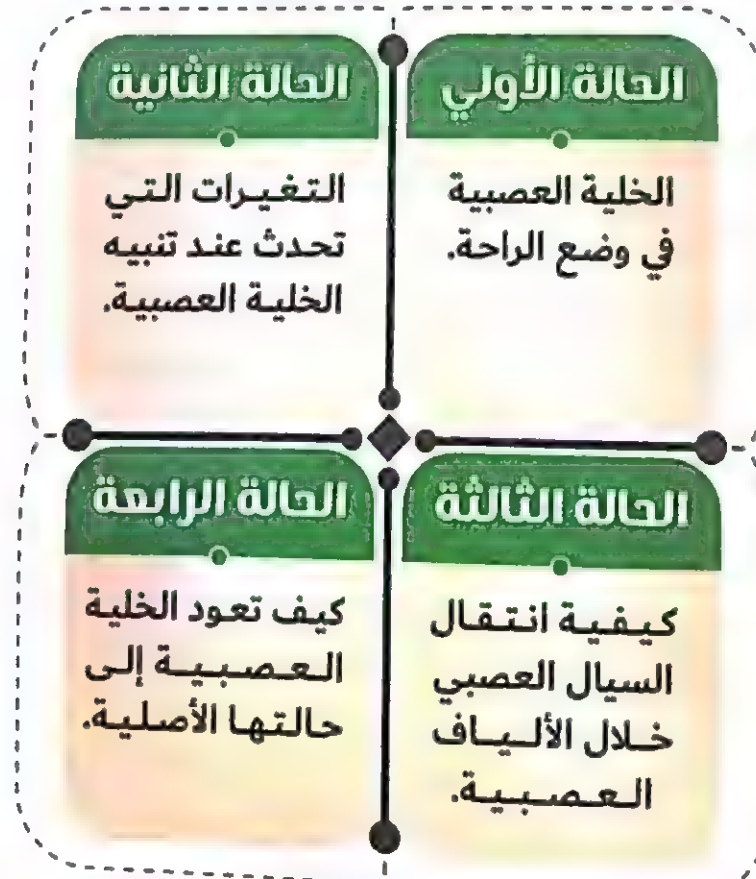 الحالة الأولي
الخلية العصبية
في وضع الراحة.
الحالة الثانية
التغيرات التي
تحدث عند تنبيه
الخلية العصبية.
الحالة الثالثة
كيفية انتقال
السيال العصبي
خلال الألياف
العصبية.
الحالة الرابعة
كيف تعود الخلية
العصبية إلى
حالتها الأصلية.